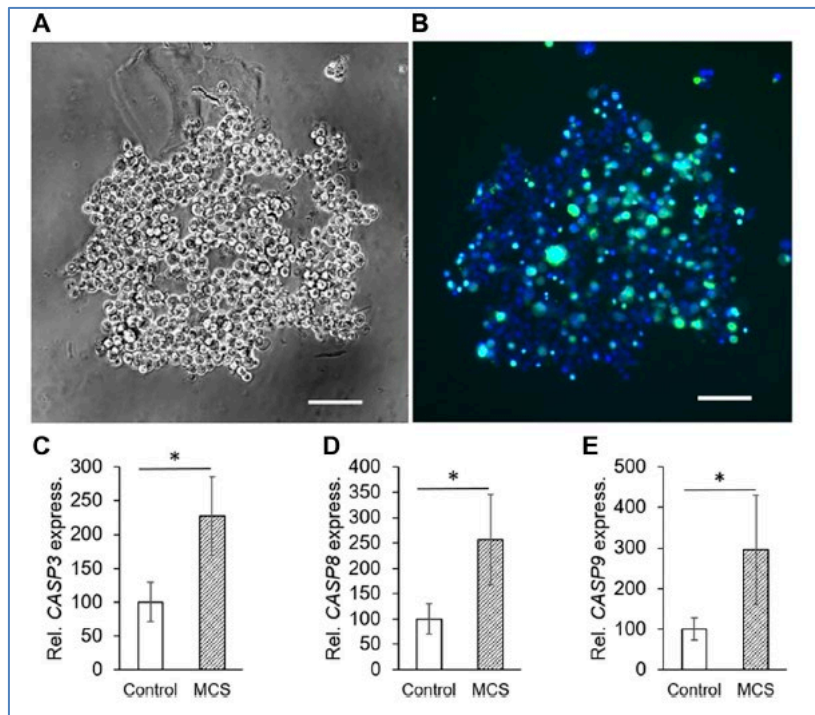 A
B
C
*
Rel. CASP3 express.
300
250
200
150
100
50
0
Control MCS
D
*
Rel. CASP8 express.
400
350
300
250
200
150
100
50
0
Control MCS
E
*
Rel. CASP9 express.
500
400
300
200
100
0
Control MCS